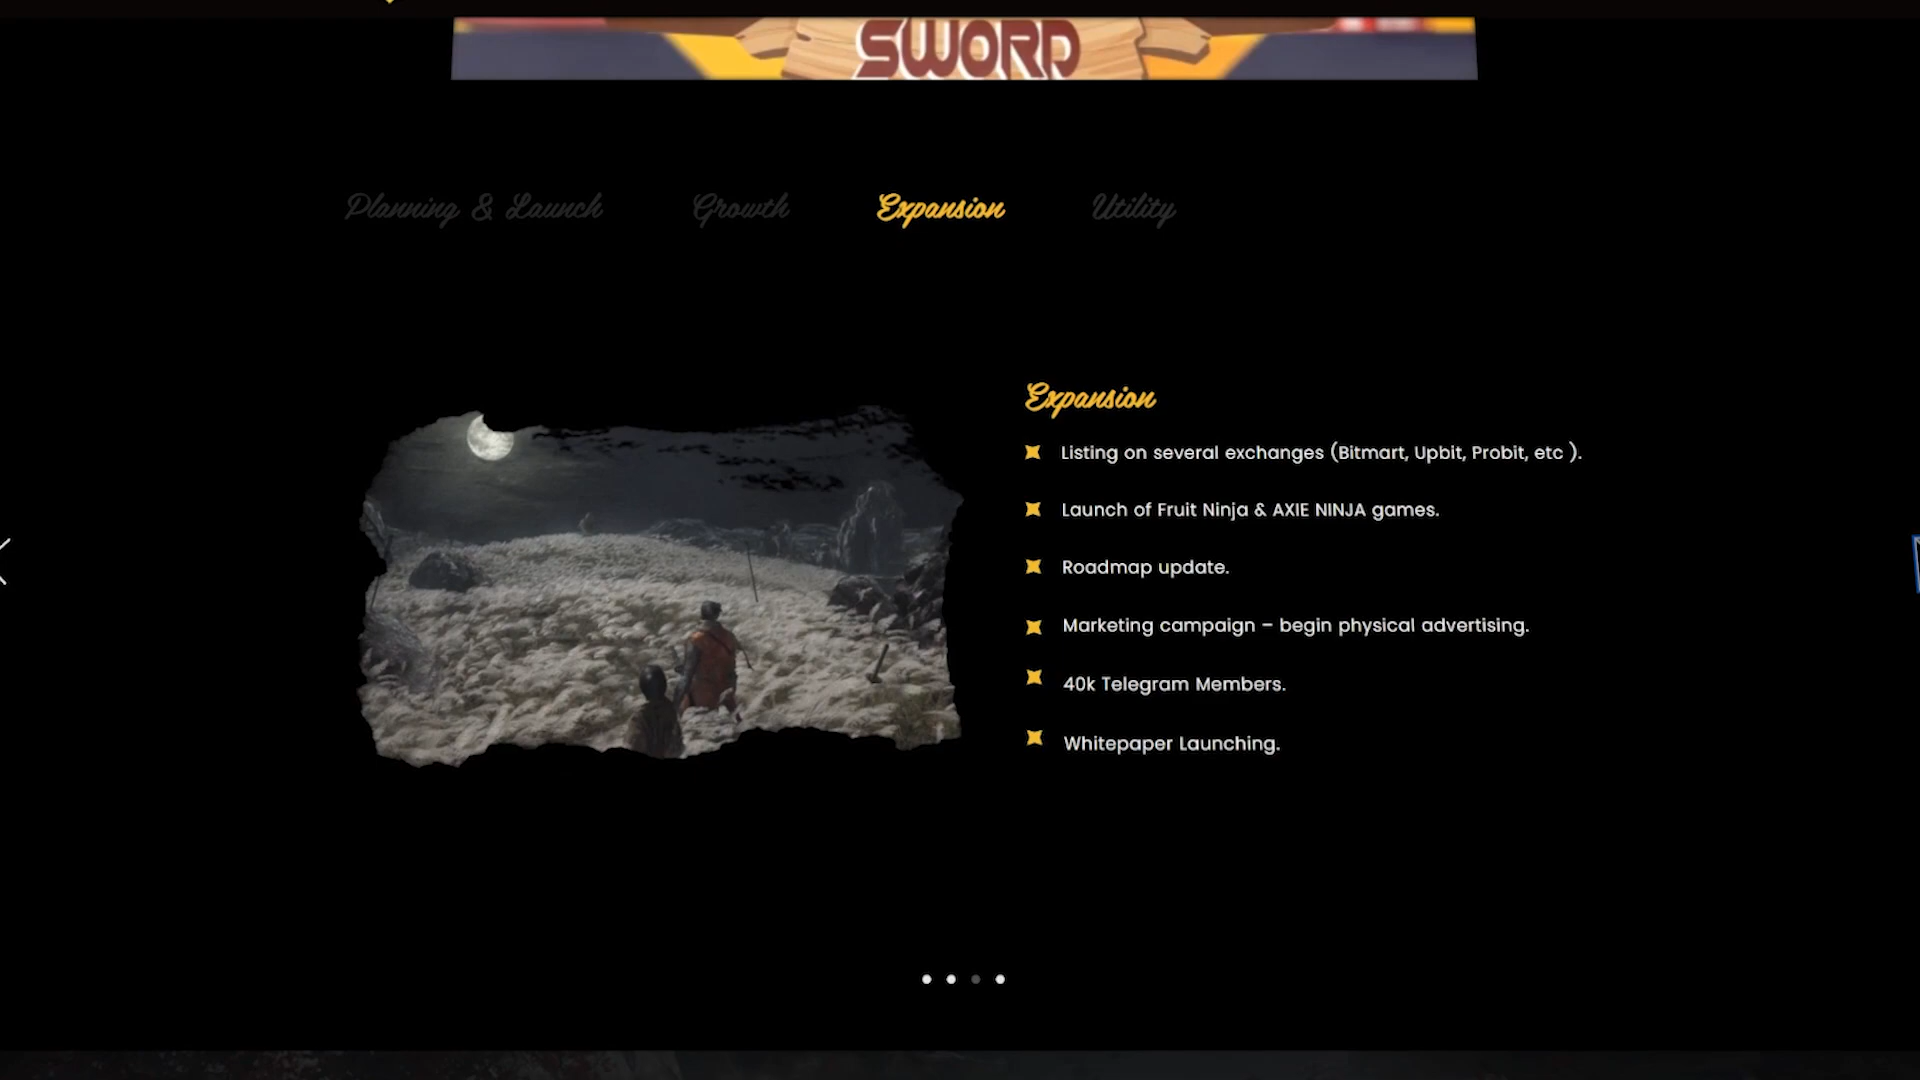 SWORD
Planning & Launch
Growth
Expansion
Utility
Expansion
Listing on several exchanges (Bitmart, Upbit, Probit, etc ).
Launch of Fruit Ninja & AXIE NINJA games.
Roadmap update.
Marketing campaign – begin physical advertising.
40k Telegram Members.
Whitepaper Launching.